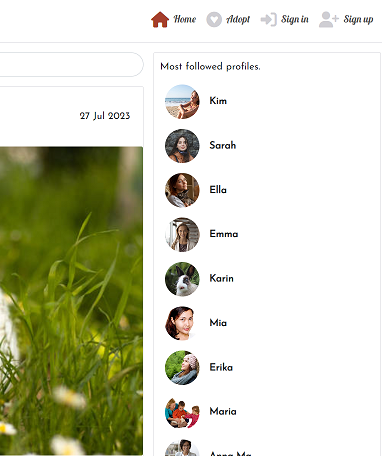 Home Adopt Sign in Sign up
Most followed profiles.
27 Jul 2023
Kim
Sarah
Ella
Emma
Karin
Mia
Erika
Maria